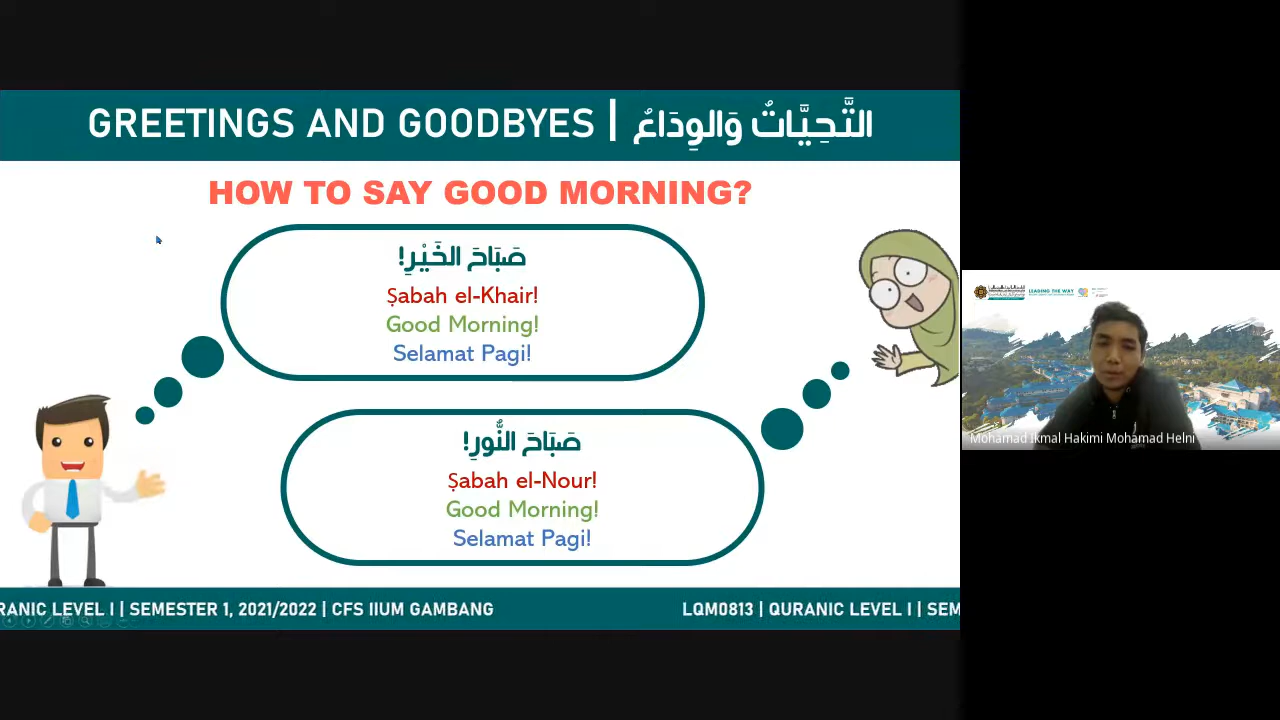 GREETINGS AND GOODBYES | التَّحِيَّاتُ وَالوِدَاعُ
HOW TO SAY GOOD MORNING?
صَبَاحَ الخَيْرِ!
Ṣabah el-Khair!
Good Morning!
Selamat Pagi!
صَبَاحَ النُّورِ!
Ṣabah el-Nour!
Good Morning!
Selamat Pagi!
RANIC LEVEL I | SEMESTER 1, 2021/2022 | CFS IIUM GAMBANG
LQM0813 | QURANIC LEVEL I | SEM
LEADING THE WAY
Mohamad Ikmal Hakimi Mohamad Helni